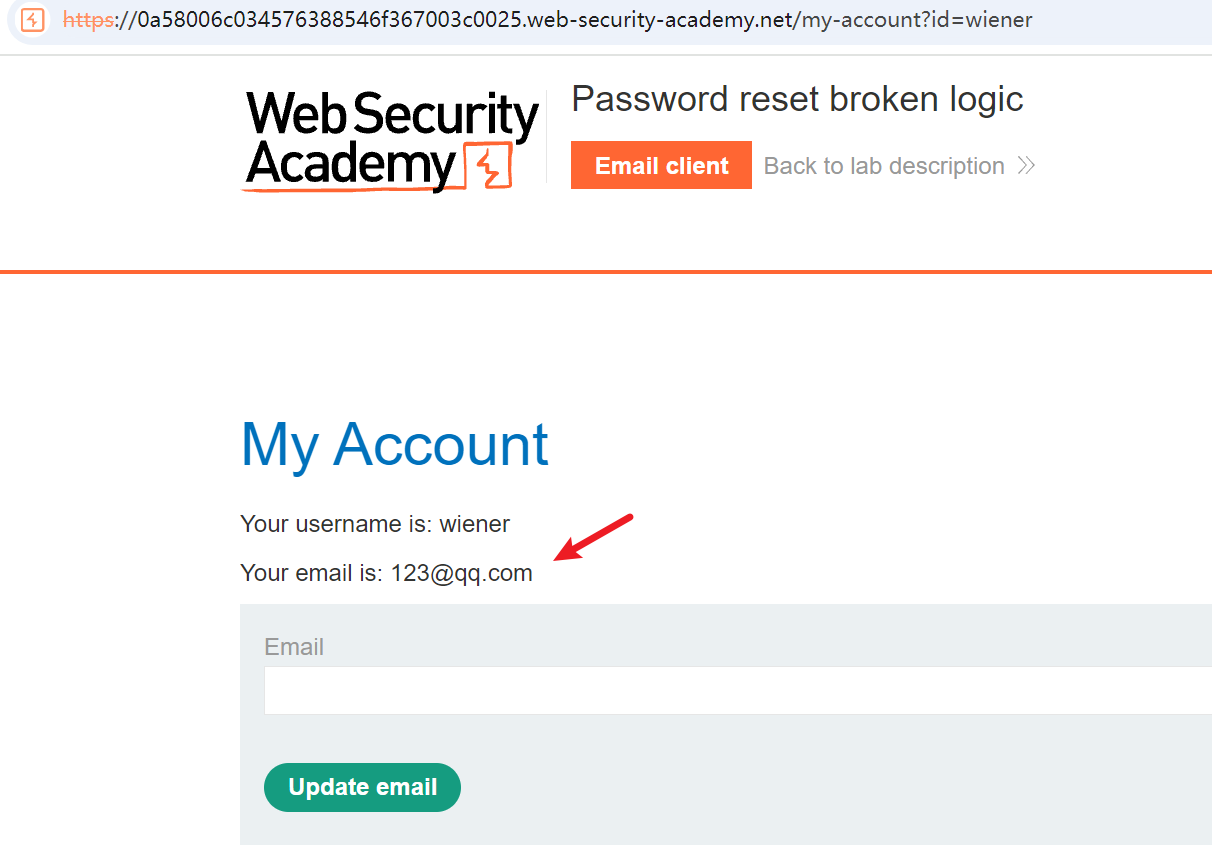 https://0a58006c034576388546f367003c0025.web-security-academy.net/my-account?id=wiener
Web Security
Academy
Password reset broken logic
Email client
Back to lab description
My Account
Your username is: wiener
Your email is: 123@qq.com
Email
Update email